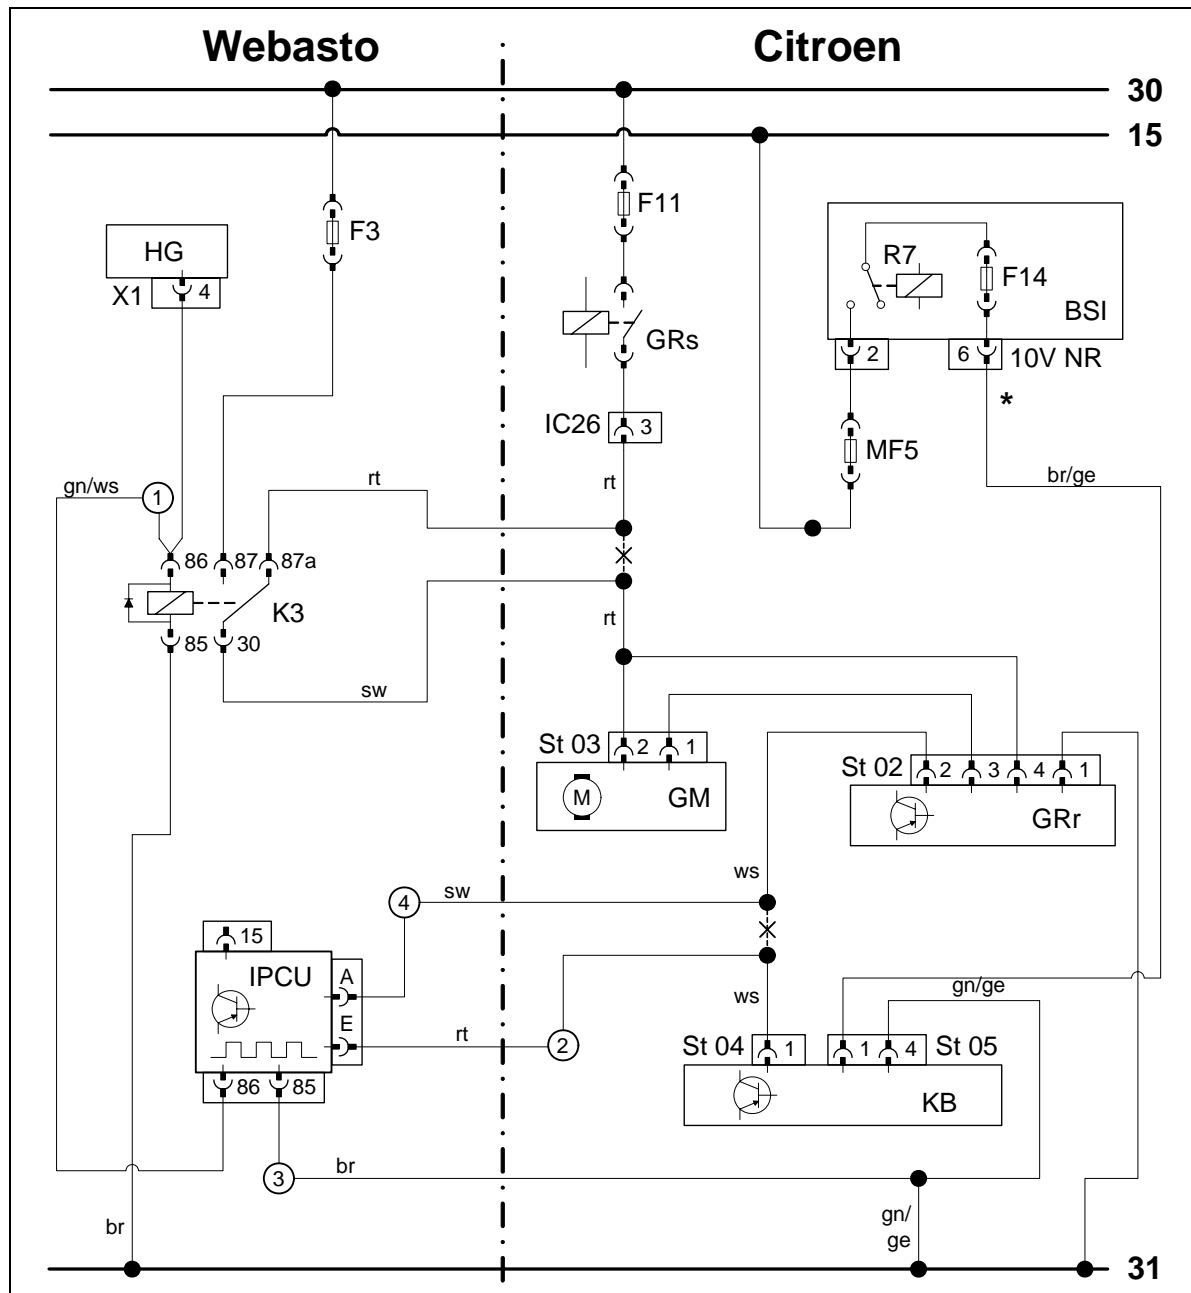 Webasto
Citroen
30
15
F3
F11
HG
X1 4
R7
F14
BSI
GRs
2
6 10V NR
*
IC26 3
MF5
gn/ws
1
rt
rt
br/ge
86 87 87a
K3
rt
85 30
sw
St 03 2 1
St 02 2 3 4 1
M GM
GRr
ws
4
sw
15
IPCU
A
E
rt
2
ws
gn/ge
St 04 1
1 4 St 05
86 85
KB
3
br
br
gn/
ge
31